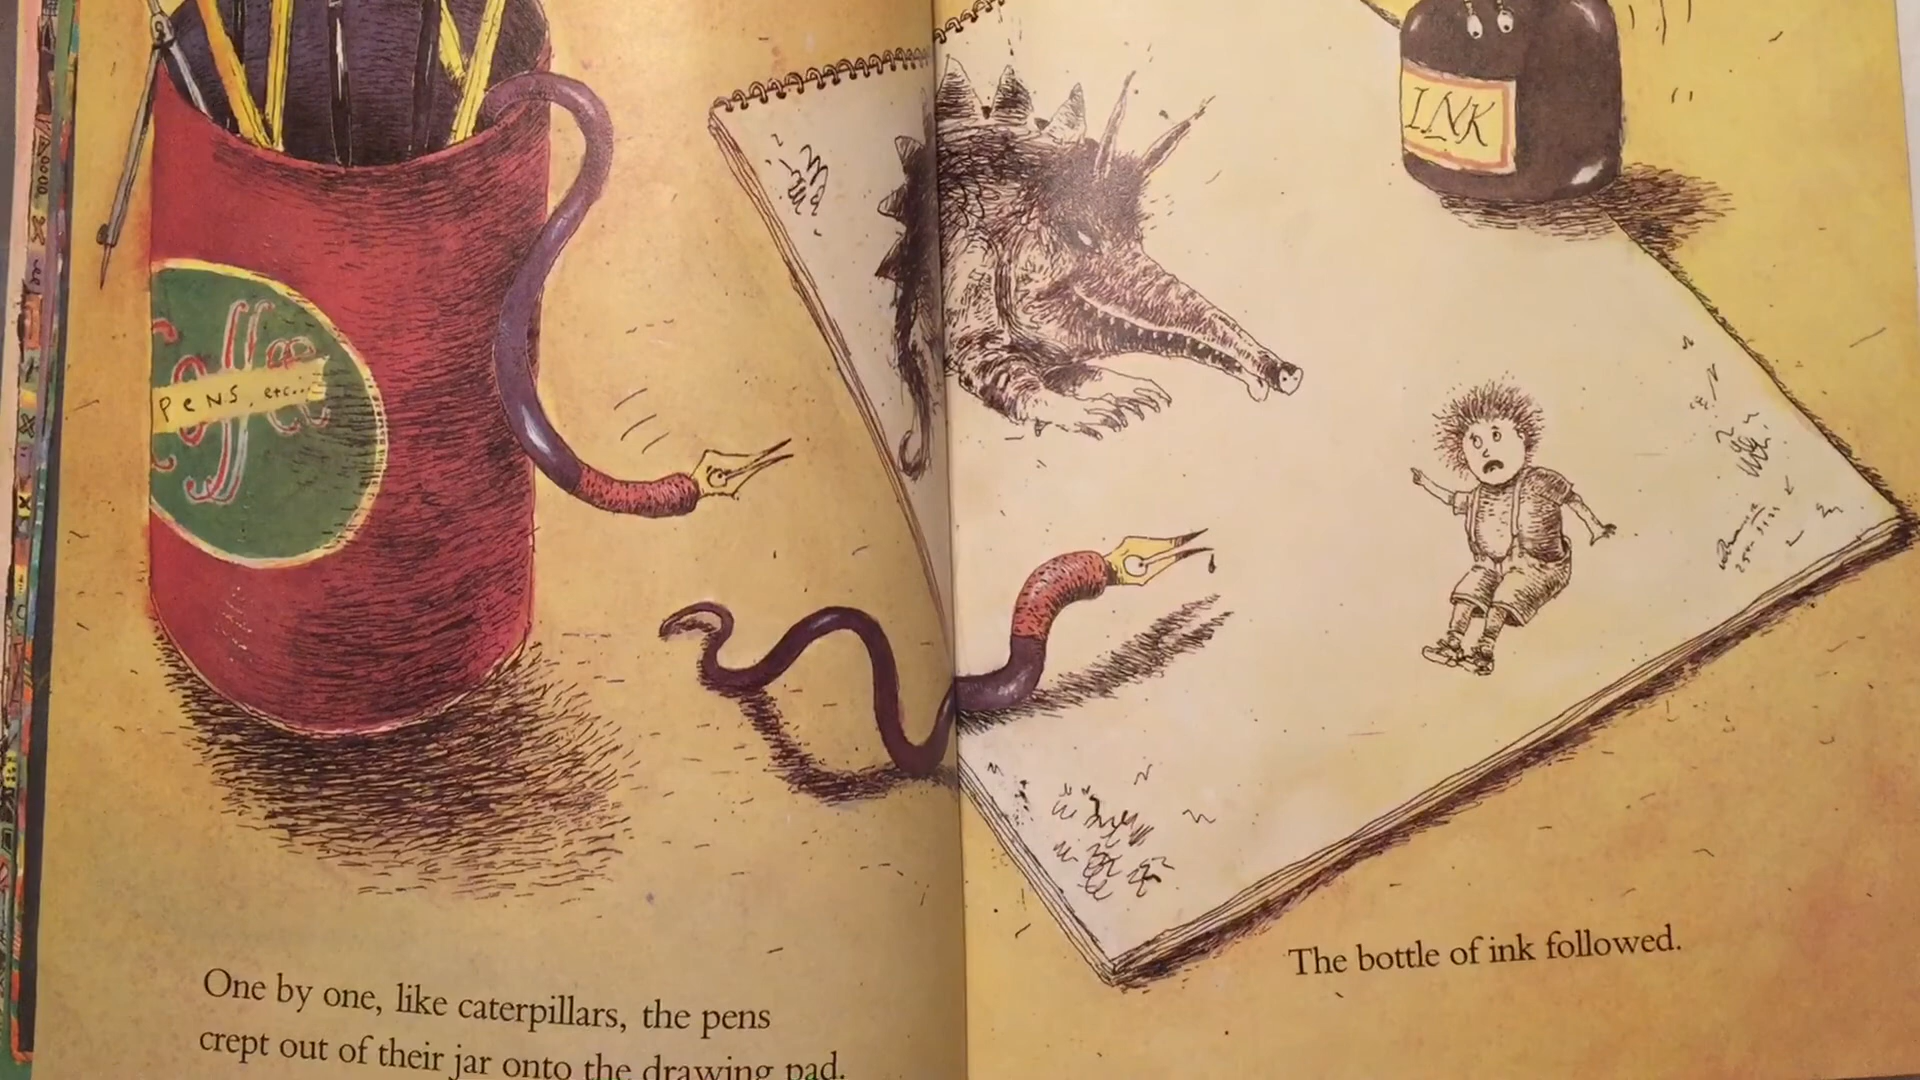 Coffee
PENS, etc...
INK
One by one, like caterpillars, the pens
crept out of their jar onto the drawing pad.
The bottle of ink followed.